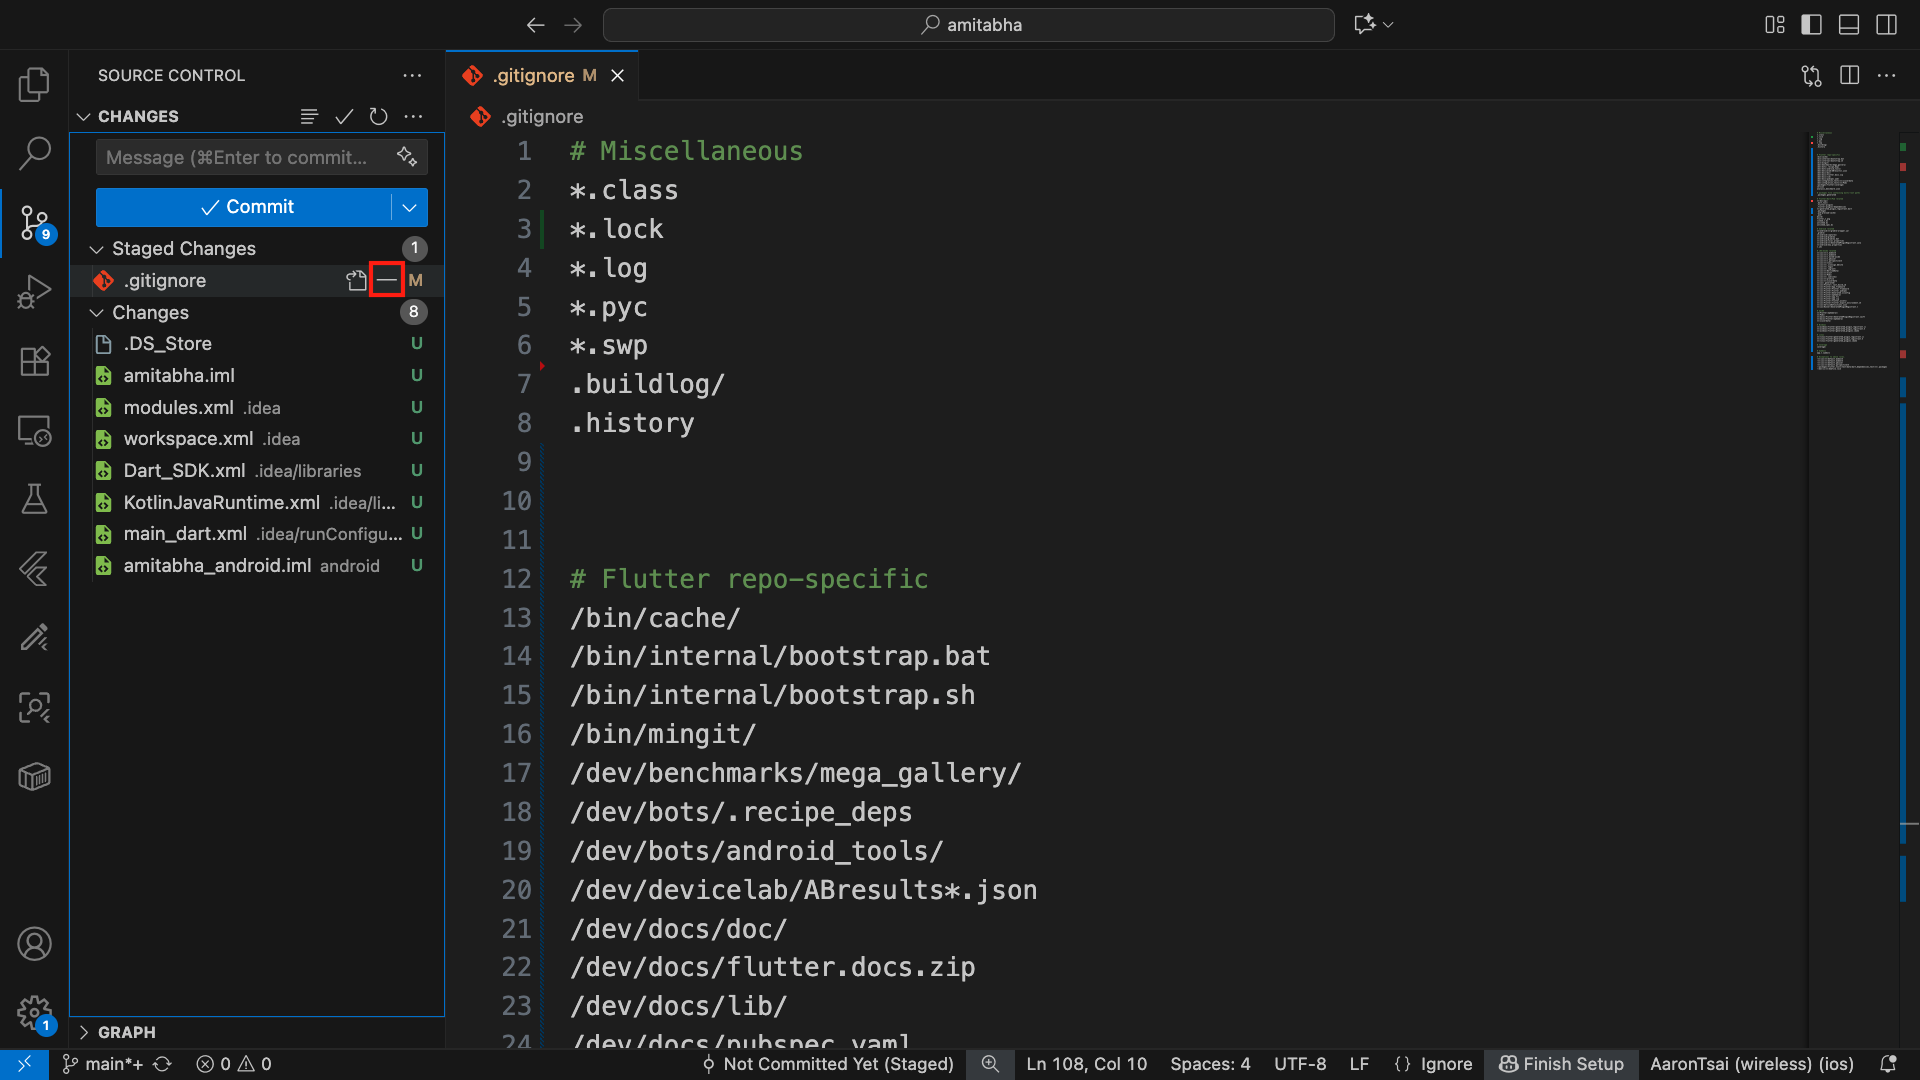 amitabha
SOURCE CONTROL
CHANGES
Message (⌘Enter to commit...
Commit
Staged Changes 1
.gitignore M
Changes 8
.DS_Store U
amitabha.iml U
modules.xml .idea U
workspace.xml .idea U
Dart_SDK.xml .idea/libraries U
KotlinJavaRuntime.xml .idea/li... U
main_dart.xml .idea/runConfigu... U
amitabha_android.iml android U
GRAPH
9
1
.gitignore M
.gitignore
1 # Miscellaneous
2 *.class
3 *.lock
4 *.log
5 *.pyc
6 *.swp
7 .buildlog/
8 .history
9
10
11
12 # Flutter repo-specific
13 /bin/cache/
14 /bin/internal/bootstrap.bat
15 /bin/internal/bootstrap.sh
16 /bin/mingit/
17 /dev/benchmarks/mega_gallery/
18 /dev/bots/.recipe_deps
19 /dev/bots/android_tools/
20 /dev/devicelab/ABresults*.json
21 /dev/docs/doc/
22 /dev/docs/flutter.docs.zip
23 /dev/docs/lib/
24 /dev/docs/pubspec.yaml
main*+ 0 0 Not Committed Yet (Staged) Ln 108, Col 10 Spaces: 4 UTF-8 LF {} Ignore Finish Setup AaronTsai (wireless) (ios)